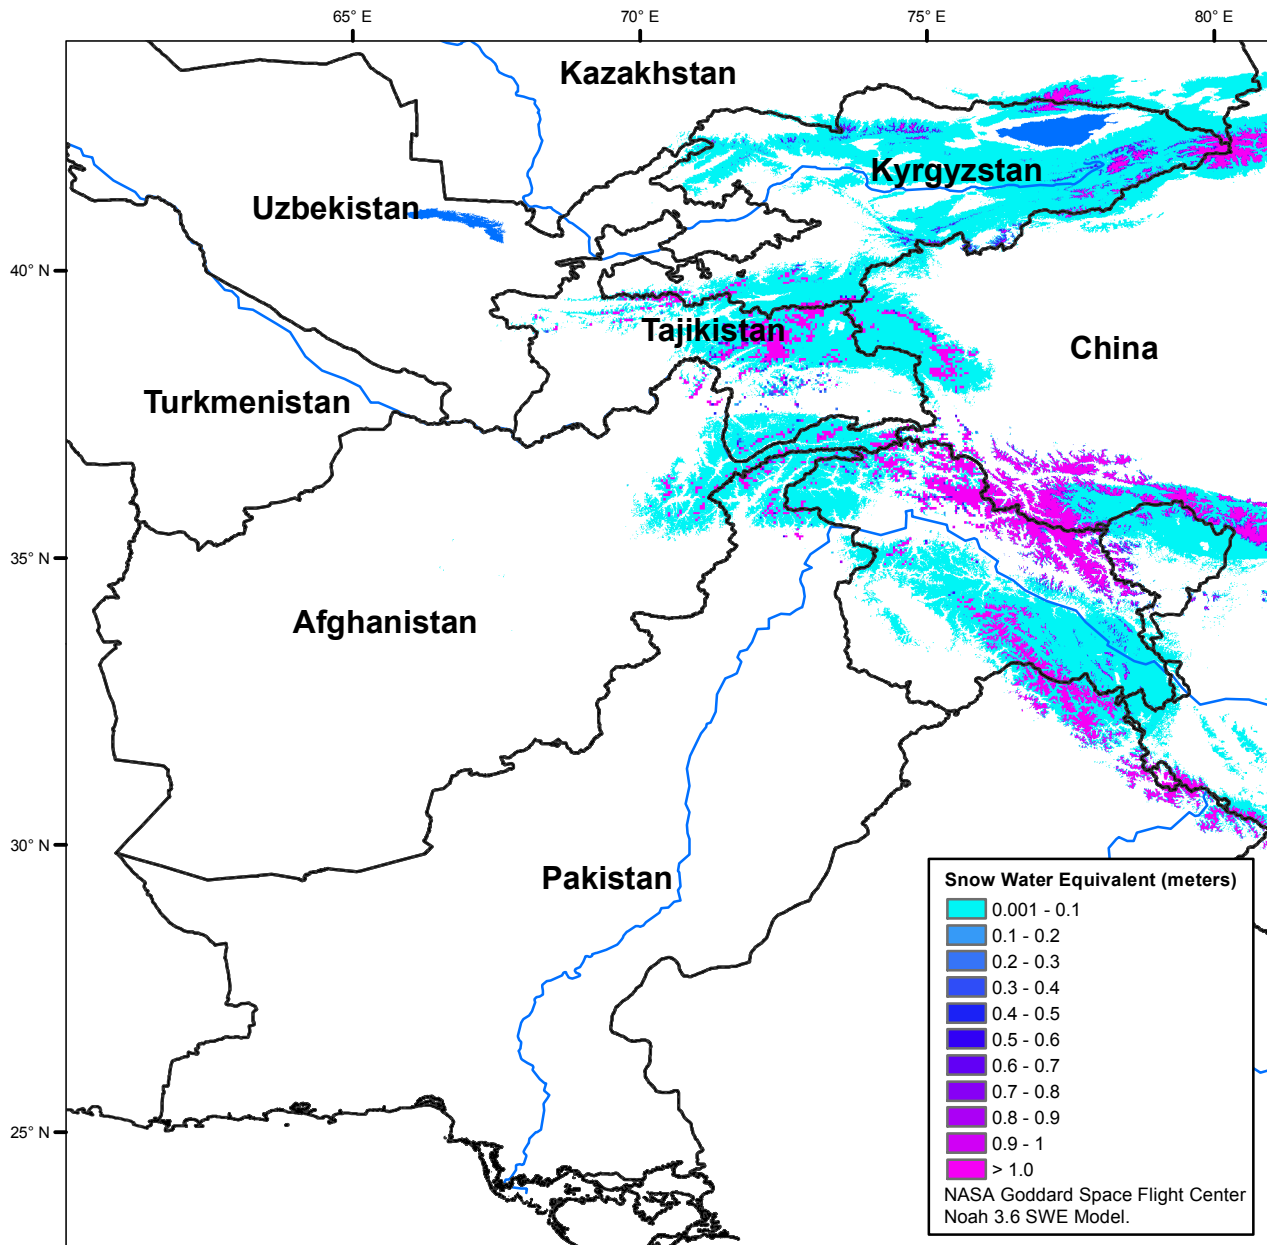 65° E
70° E
75° E
80° E
Kazakhstan
Kyrgyzstan
Uzbekistan
40° N
Tajikistan
China
Turkmenistan
35° N
Afghanistan
30° N
Pakistan
25° N
Snow Water Equivalent (meters)
0.001 - 0.1
0.1 - 0.2
0.2 - 0.3
0.3 - 0.4
0.4 - 0.5
0.5 - 0.6
0.6 - 0.7
0.7 - 0.8
0.8 - 0.9
0.9 - 1
> 1.0
NASA Goddard Space Flight Center
Noah 3.6 SWE Model.